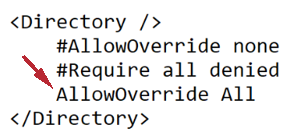 <Directory />
#AllowOverride none
#Require all denied
AllowOverride All
</Directory>